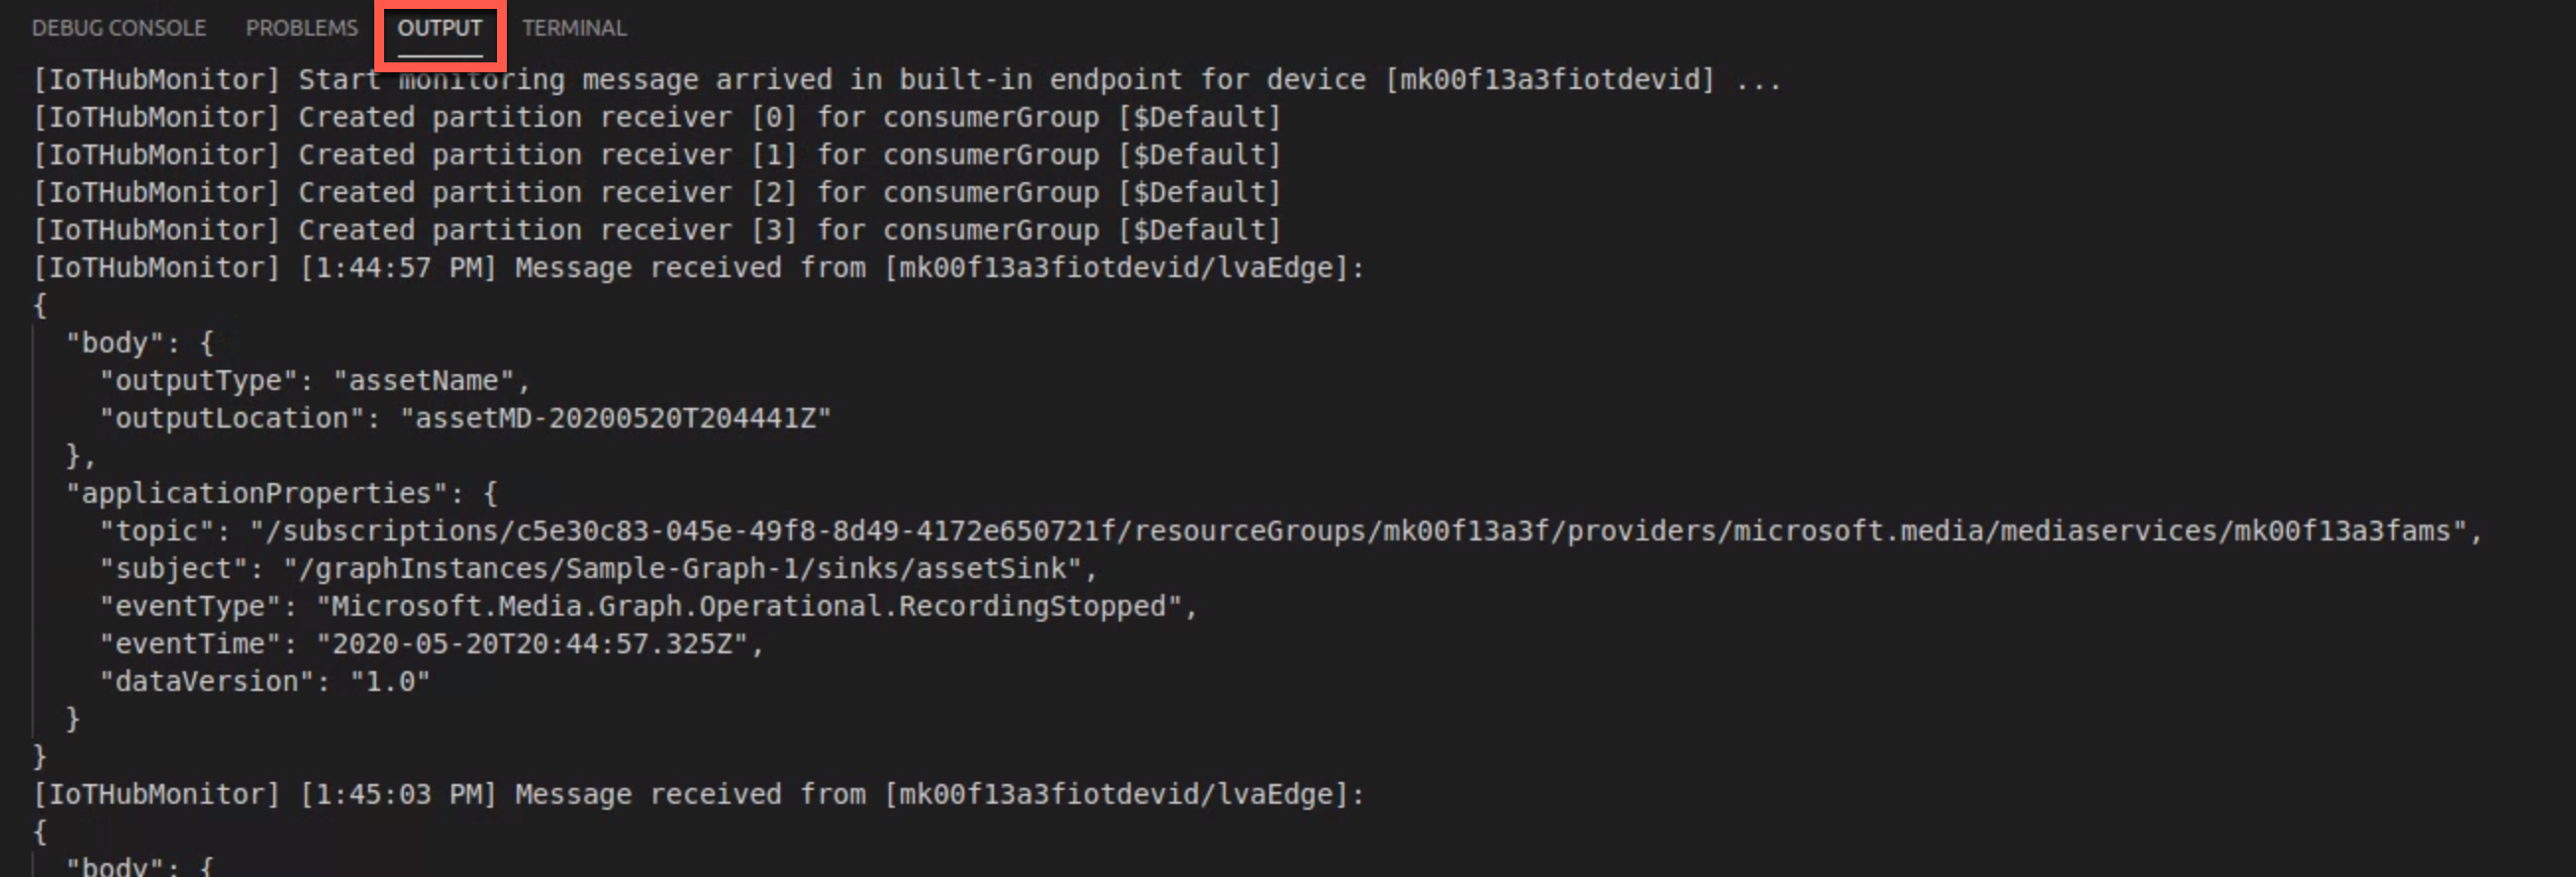 DEBUG CONSOLE PROBLEMS OUTPUT TERMINAL
[IoTHubMonitor] Start monitoring message arrived in built-in endpoint for device [mk00f13a3fiotdevid] ...
[IoTHubMonitor] Created partition receiver [0] for consumerGroup [$Default]
[IoTHubMonitor] Created partition receiver [1] for consumerGroup [$Default]
[IoTHubMonitor] Created partition receiver [2] for consumerGroup [$Default]
[IoTHubMonitor] Created partition receiver [3] for consumerGroup [$Default]
[IoTHubMonitor] [1:44:57 PM] Message received from [mk00f13a3fiotdevid/lvaEdge]:
{
  "body": {
    "outputType": "assetName",
    "outputLocation": "assetMD-20200520T204441Z"
  },
  "applicationProperties": {
    "topic": "/subscriptions/c5e30c83-045e-49f8-8d49-4172e650721f/resourceGroups/mk00f13a3f/providers/microsoft.media/mediaservices/mk00f13a3fams",
    "subject": "/graphInstances/Sample-Graph-1/sinks/assetSink",
    "eventType": "Microsoft.Media.Graph.Operational.RecordingStopped",
    "eventTime": "2020-05-20T20:44:57.325Z",
    "dataVersion": "1.0"
  }
}
[IoTHubMonitor] [1:45:03 PM] Message received from [mk00f13a3fiotdevid/lvaEdge]:
{
  "body": {